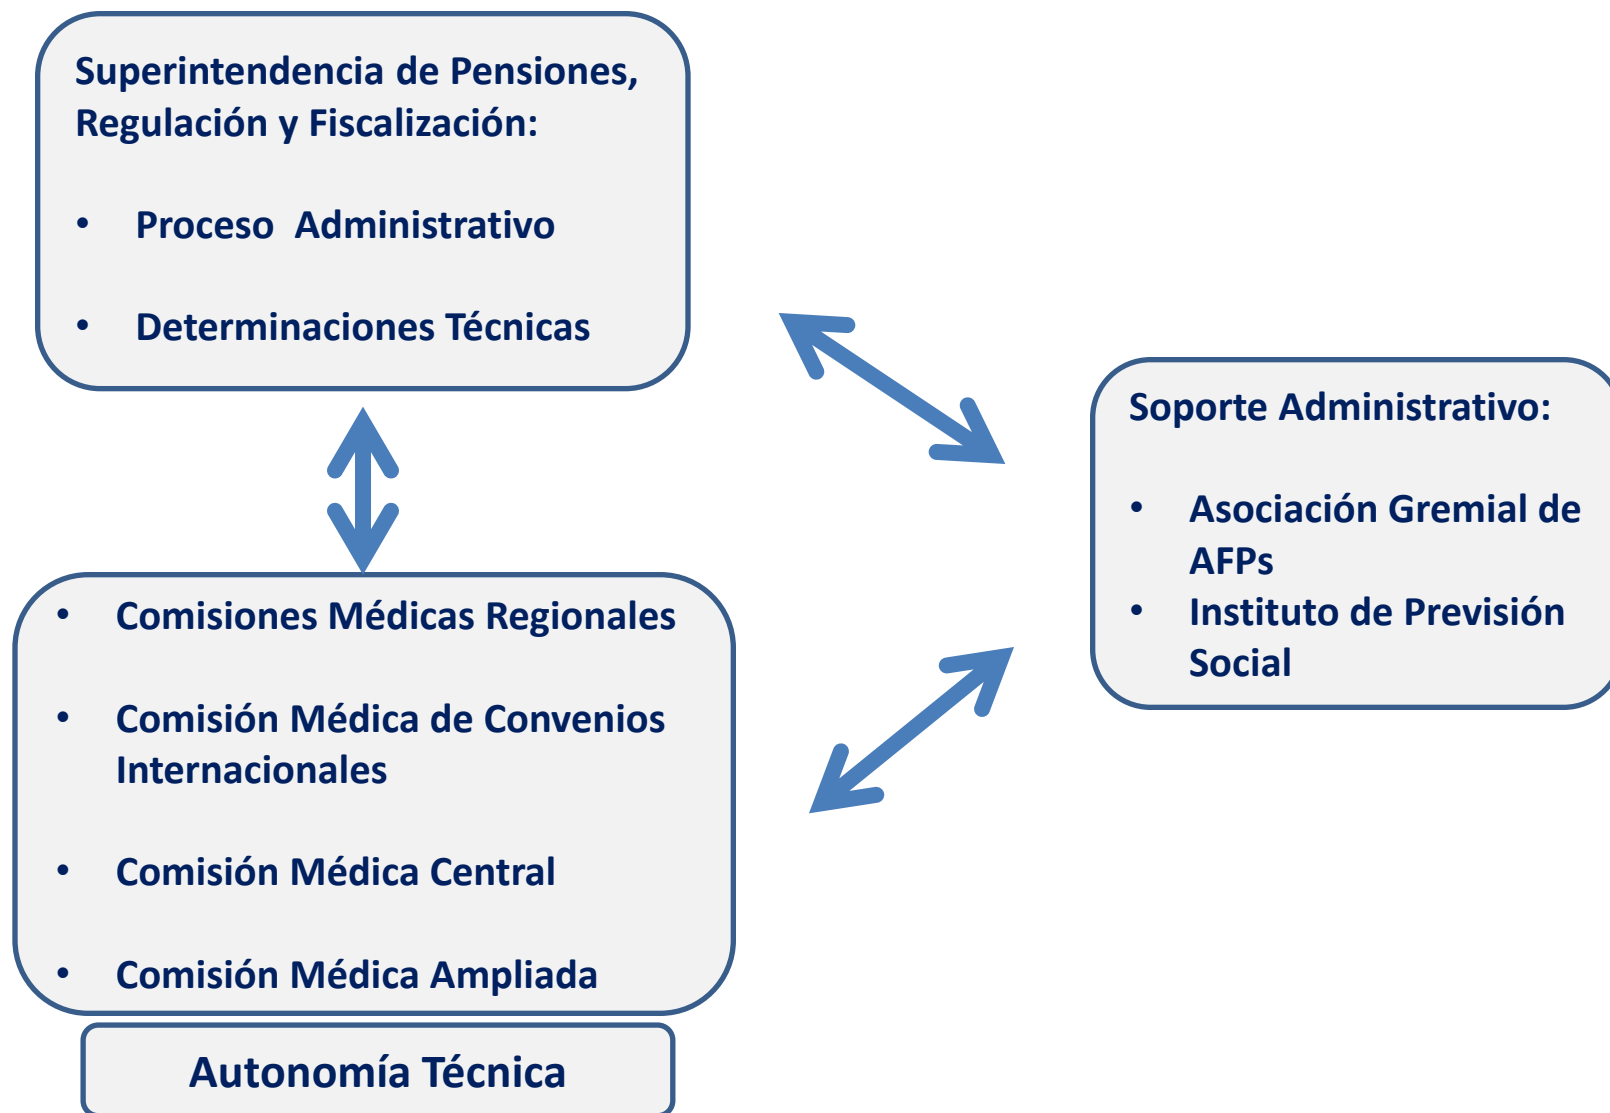 Superintendencia de Pensiones,
Regulación y Fiscalización:
• Proceso  Administrativo
• Determinaciones Técnicas
Soporte Administrativo:
• Asociación Gremial de
AFPs
• Instituto de Previsión
Social
• Comisiones Médicas Regionales
• Comisión Médica de Convenios
Internacionales
• Comisión Médica Central
• Comisión Médica Ampliada
Autonomía Técnica